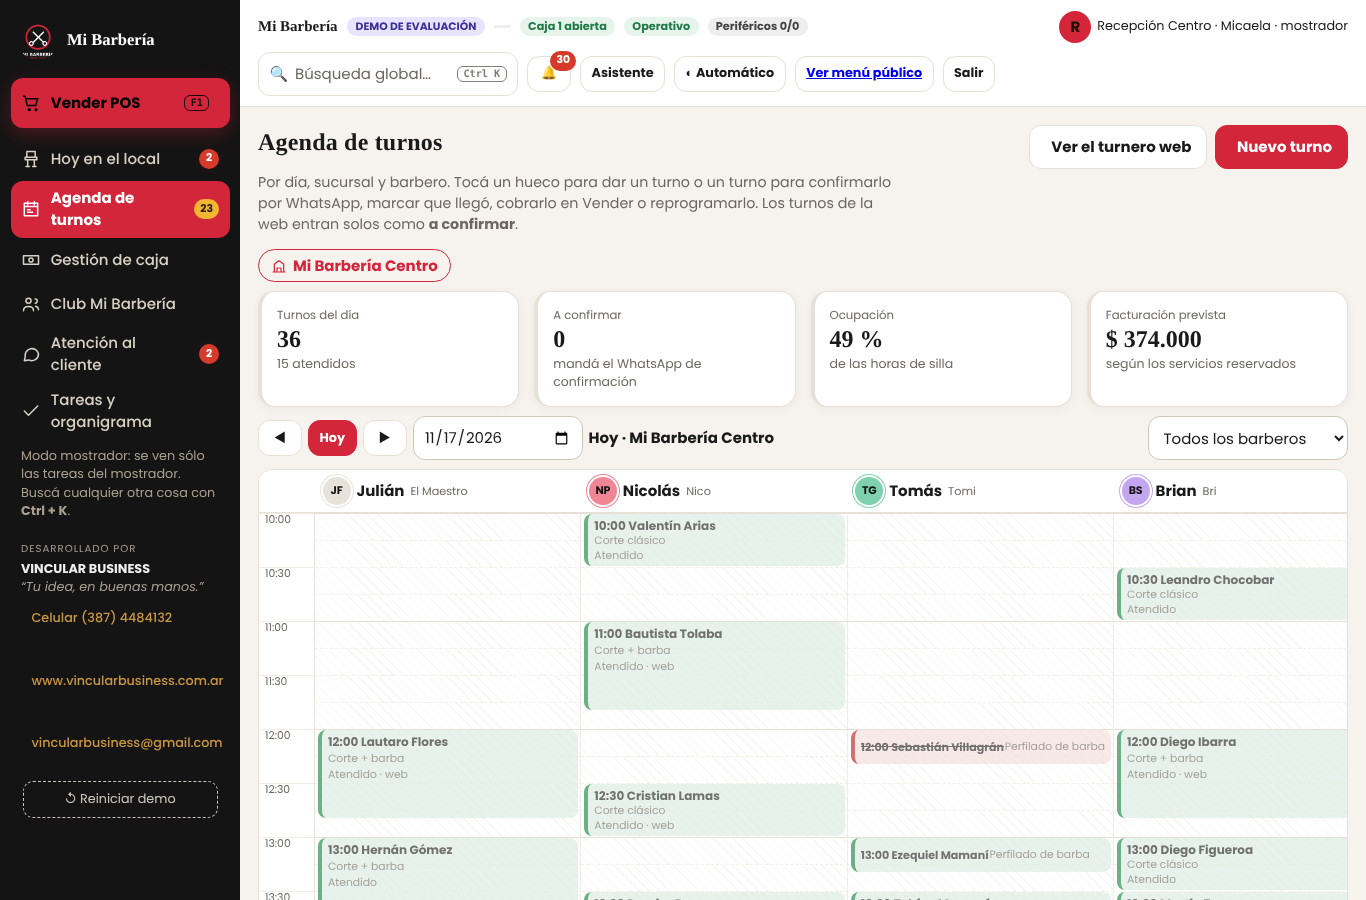 MI BARBERÍA
Mi Barbería
Vender POS F1
Hoy en el local 2
Agenda de
turnos 23
Gestión de caja
Club Mi Barbería
Atención al
cliente 2
Tareas y
organigrama
Modo mostrador: se ven sólo
las tareas del mostrador.
Buscá cualquier otra cosa con
Ctrl + K.
DESARROLLADO POR
VINCULAR BUSINESS
“Tu idea, en buenas manos.”
Celular (387) 4484132
www.vincularbusiness.com.ar
vincularbusiness@gmail.com
Reiniciar demo
Mi Barbería DEMO DE EVALUACIÓN Caja 1 abierta Operativo Periféricos 0/0
R Recepción Centro · Micaela · mostrador
Búsqueda global... Ctrl K
30
Asistente
Automático
Ver menú público
Salir
Agenda de turnos
Ver el turnero web
Nuevo turno
Por día, sucursal y barbero. Tocá un hueco para dar un turno o un turno para confirmarlo
por WhatsApp, marcar que llegó, cobrarlo en Vender o reprogramarlo. Los turnos de la
web entran solos como a confirmar.
Mi Barbería Centro
Turnos del día
36
15 atendidos
A confirmar
0
mandá el WhatsApp de
confirmación
Ocupación
49 %
de las horas de silla
Facturación prevista
$ 374.000
según los servicios reservados
◀ Hoy ▶ 11/17/2026 Hoy · Mi Barbería Centro
Todos los barberos
JF Julián El Maestro
NP Nicolás Nico
TG Tomás Tomi
BS Brian Bri
10:00
10:00 Valentín Arias
Corte clásico
Atendido
10:30
10:30 Leandro Chocobar
Corte clásico
Atendido
11:00
11:00 Bautista Tolaba
Corte + barba
Atendido · web
11:30
12:00
12:00 Lautaro Flores
Corte + barba
Atendido · web
12:00 Sebastián Villagrán Perfilado de barba
12:00 Diego Ibarra
Corte + barba
Atendido · web
12:30
12:30 Cristian Lamas
Corte clásico
Atendido · web
13:00
13:00 Hernán Gómez
Corte + barba
Atendido
13:00 Ezequiel Mamaní Perfilado de barba
13:00 Diego Figueroa
Corte clásico
Atendido
13:30